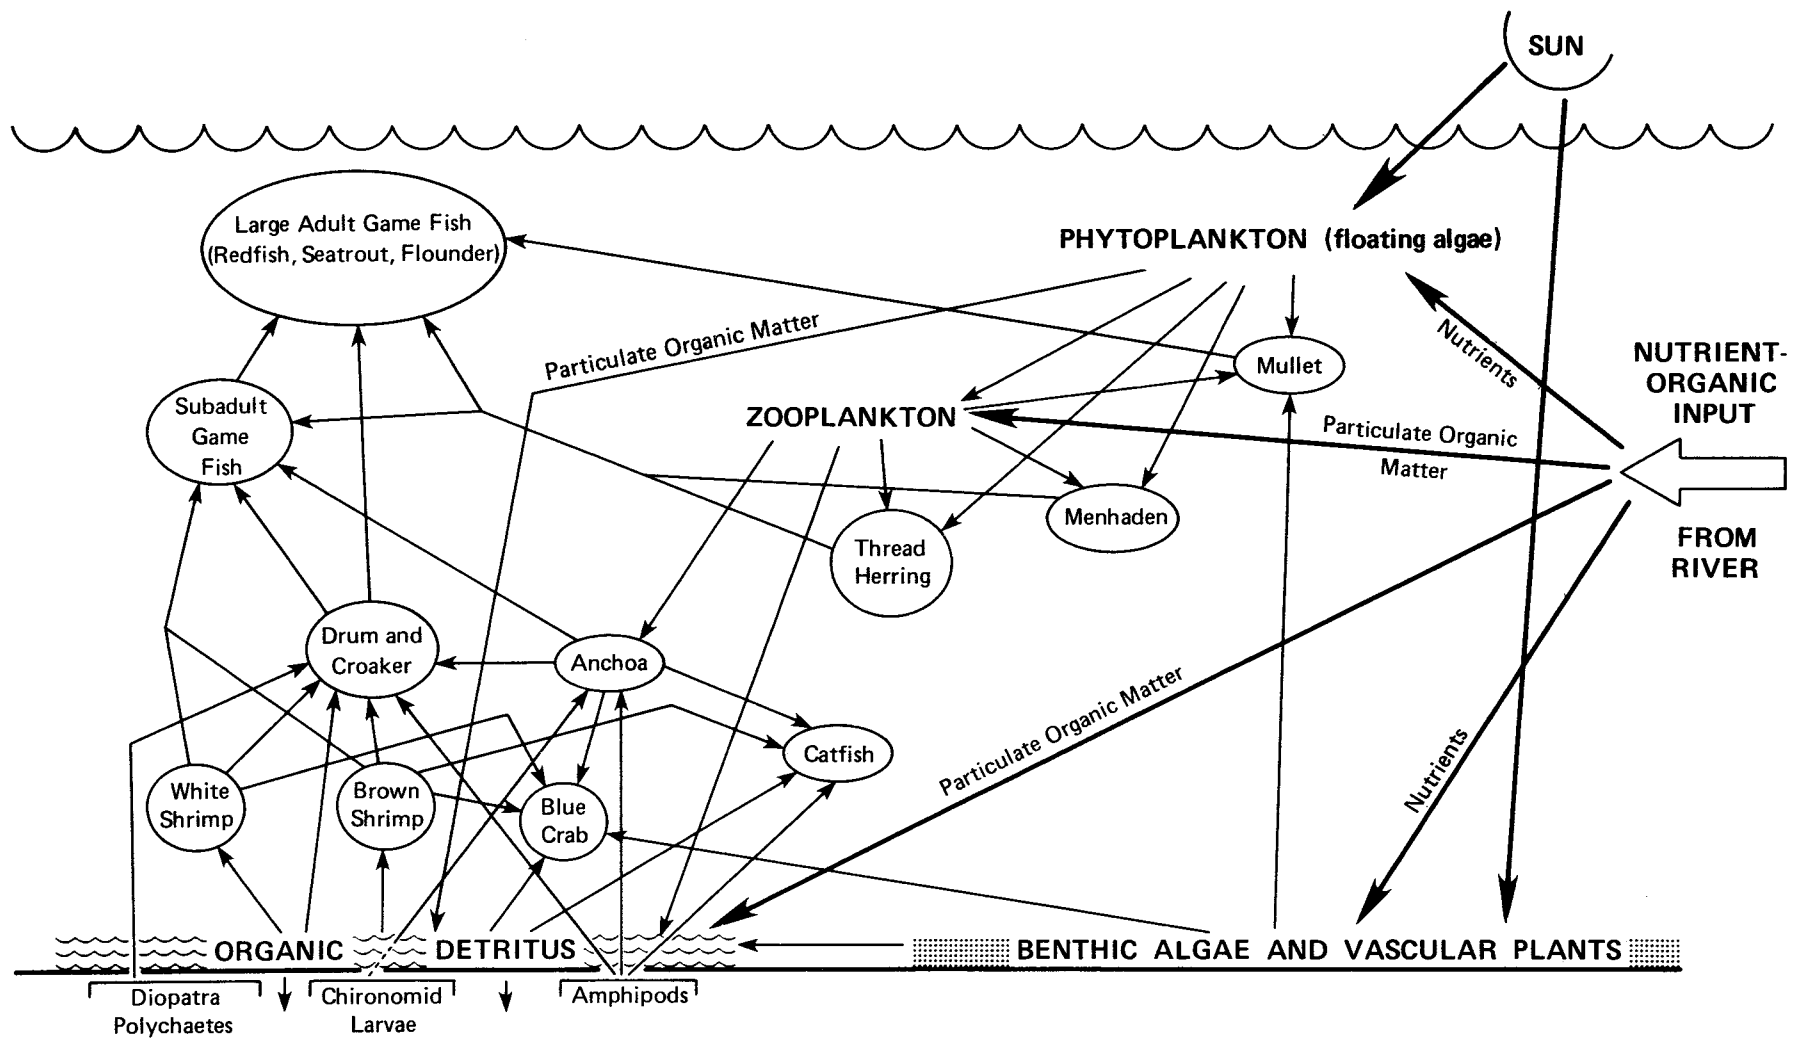 SUN
PHYTOPLANKTON (floating algae)
Large Adult Game Fish
(Redfish, Seatrout, Flounder)
Particulate Organic Matter
Nutrients
Mullet
NUTRIENT-
ORGANIC
INPUT
Subadult
Game
Fish
ZOOPLANKTON
Particulate Organic
Matter
Menhaden
FROM
RIVER
Thread
Herring
Drum and
Croaker
Anchoa
Particulate Organic Matter
Nutrients
Catfish
White
Shrimp
Brown
Shrimp
Blue
Crab
ORGANIC DETRITUS
BENTHIC ALGAE AND VASCULAR PLANTS
Diopatra
Polychaetes
Chironomid
Larvae
Amphipods